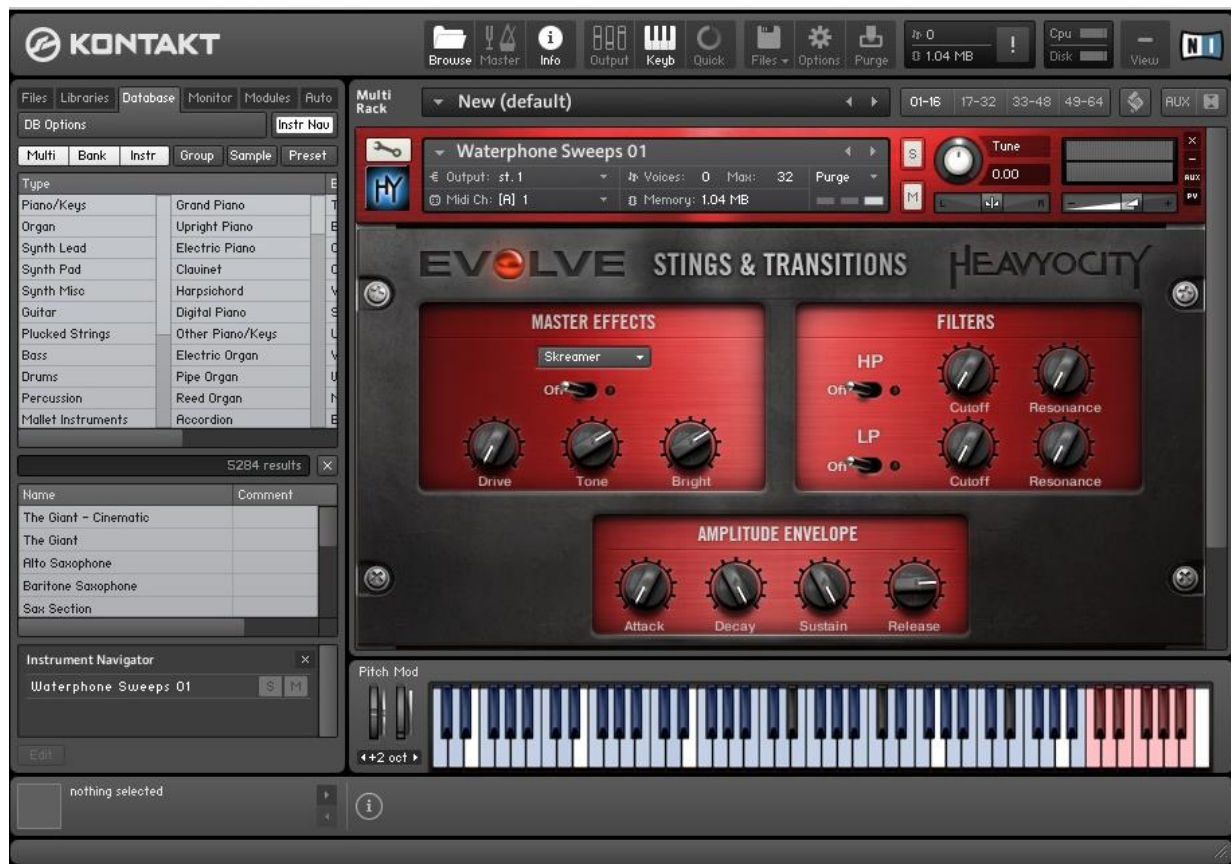 KONTAKT
Browse Master Info Output Keyb Quick Files Options Purge
0
1.04 MB
!
Cpu
Disk
View
NI
Files Libraries Database Monitor Modules Auto
DB Options Instr Nav
Multi Bank Instr Group Sample Preset
Type
Piano/Keys Grand Piano
Organ Upright Piano
Synth Lead Electric Piano
Synth Pad Clavinet
Synth Misc Harpsichord
Guitar Digital Piano
Plucked Strings Other Piano/Keys
Bass Electric Organ
Drums Pipe Organ
Percussion Reed Organ
Mallet Instruments Accordion
5284 results ×
Name Comment
The Giant - Cinematic
The Giant
Alto Saxophone
Baritone Saxophone
Sax Section
Instrument Navigator ×
Waterphone Sweeps 01 S M
Edit
nothing selected
Multi
Rack
New (default)
01-16 17-32 33-48 49-64 AUX
HY
Waterphone Sweeps 01
Output: st. 1 Voices: 0 Max: 32 Purge
Midi Ch: [A] 1 Memory: 1.04 MB
S
M
Tune
0.00
L R
×
-
AUX
PV
EVOLVE STINGS & TRANSITIONS HEAVYOCITY
MASTER EFFECTS
Skreamer
Off
Drive Tone Bright
FILTERS
HP
Off
Cutoff Resonance
LP
Off
Cutoff Resonance
AMPLITUDE ENVELOPE
Attack Decay Sustain Release
Pitch Mod
+2 oct
i